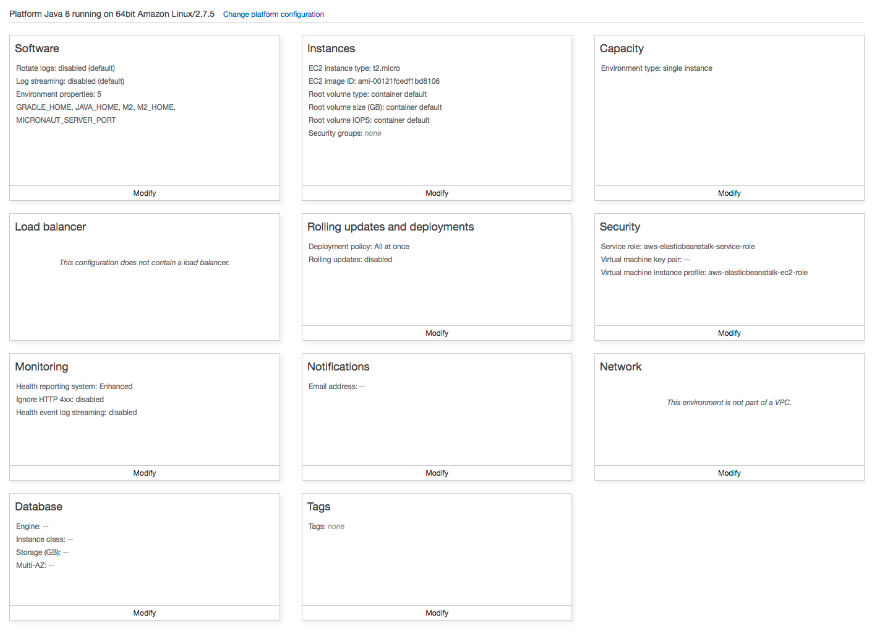 Platform Java 8 running on 64bit Amazon Linux/2.7.5 Change platform configuration
Software
Rotate logs: disabled (default)
Log streaming: disabled (default)
Environment properties: 5
GRADLE_HOME, JAVA_HOME, M2, M2_HOME,
MICRONAUT_SERVER_PORT
Modify
Instances
EC2 instance type: t2.micro
EC2 image ID: ami-00121fcedf1bd8106
Root volume type: container default
Root volume size (GB): container default
Root volume IOPS: container default
Security groups: none
Modify
Capacity
Environment type: single instance
Modify
Load balancer
This configuration does not contain a load balancer.
Rolling updates and deployments
Deployment policy: All at once
Rolling updates: disabled
Modify
Security
Service role: aws-elasticbeanstalk-service-role
Virtual machine key pair: --
Virtual machine instance profile: aws-elasticbeanstalk-ec2-role
Modify
Monitoring
Health reporting system: Enhanced
Ignore HTTP 4xx: disabled
Health event log streaming: disabled
Modify
Notifications
Email address: --
Modify
Network
This environment is not part of a VPC.
Modify
Database
Engine: --
Instance class: --
Storage (GB): --
Multi-AZ: --
Modify
Tags
Tags: none
Modify